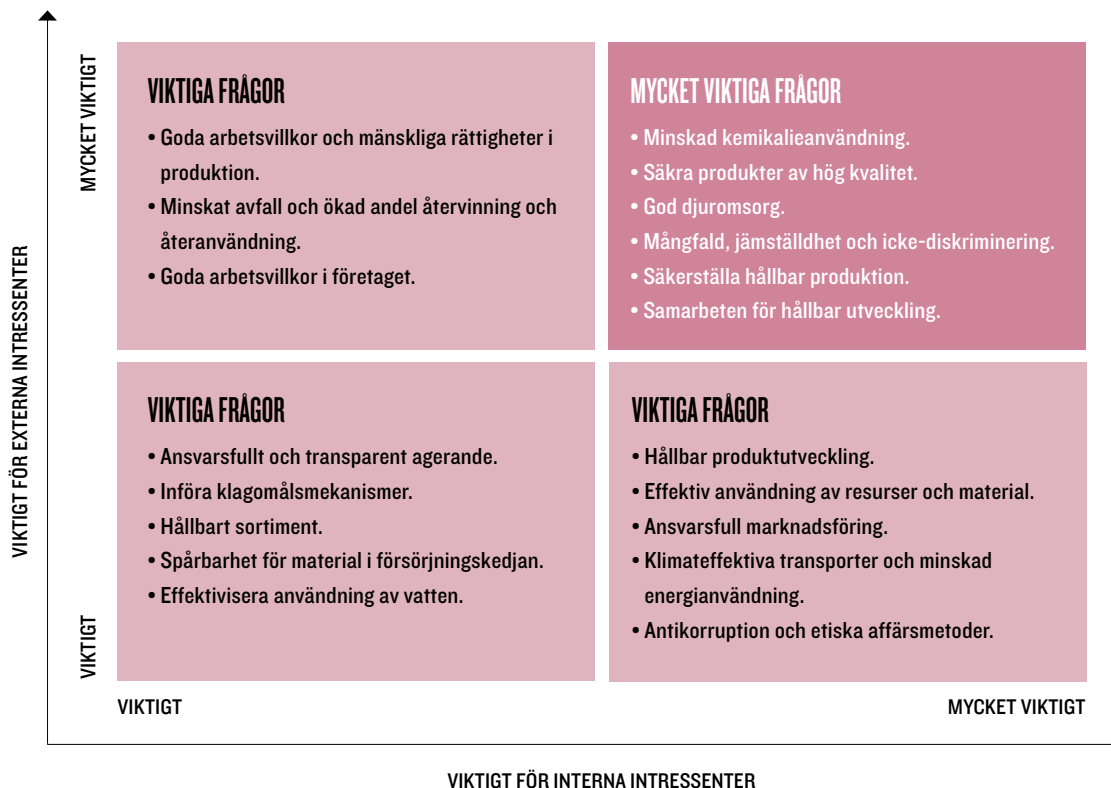 MYCKET VIKTIGT
VIKTIGA FRÅGOR
• Goda arbetsvillkor och mänskliga rättigheter i
produktion.
• Minskat avfall och ökad andel återvinning och
återanvändning.
• Goda arbetsvillkor i företaget.
MYCKET VIKTIGA FRÅGOR
• Minskad kemikalieanvändning.
• Säkra produkter av hög kvalitet.
• God djuromsorg.
• Mångfald, jämställdhet och icke-diskriminering.
• Säkerställa hållbar produktion.
• Samarbeten för hållbar utveckling.
VIKTIGT FÖR EXTERNA INTRESSENTER
VIKTIGT
VIKTIGA FRÅGOR
• Ansvarsfullt och transparent agerande.
• Införa klagomålsmekanismer.
• Hållbart sortiment.
• Spårbarhet för material i försörjningskedjan.
• Effektivisera användning av vatten.
VIKTIGA FRÅGOR
• Hållbar produktutveckling.
• Effektiv användning av resurser och material.
• Ansvarsfull marknadsföring.
• Klimateffektiva transporter och minskad
energianvändning.
• Antikorruption och etiska affärsmetoder.
VIKTIGT
MYCKET VIKTIGT
VIKTIGT FÖR INTERNA INTRESSENTER